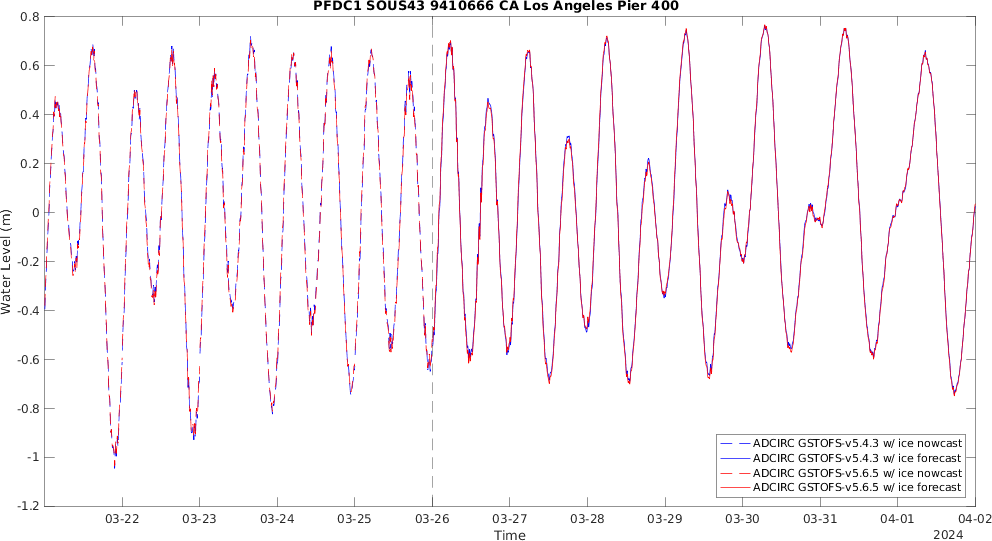 PFDC1 SOUS43 9410666 CA Los Angeles Pier 400
0.8
0.6
0.4
0.2
0
-0.2
-0.4
-0.6
-0.8
-1
-1.2
Water Level (m)
03-22 03-23 03-24 03-25 03-26 03-27 03-28 03-29 03-30 03-31 04-01 04-02
Time
2024
ADCIRC GSTOFS-v5.4.3 w/ ice nowcast
ADCIRC GSTOFS-v5.4.3 w/ ice forecast
ADCIRC GSTOFS-v5.6.5 w/ ice nowcast
ADCIRC GSTOFS-v5.6.5 w/ ice forecast